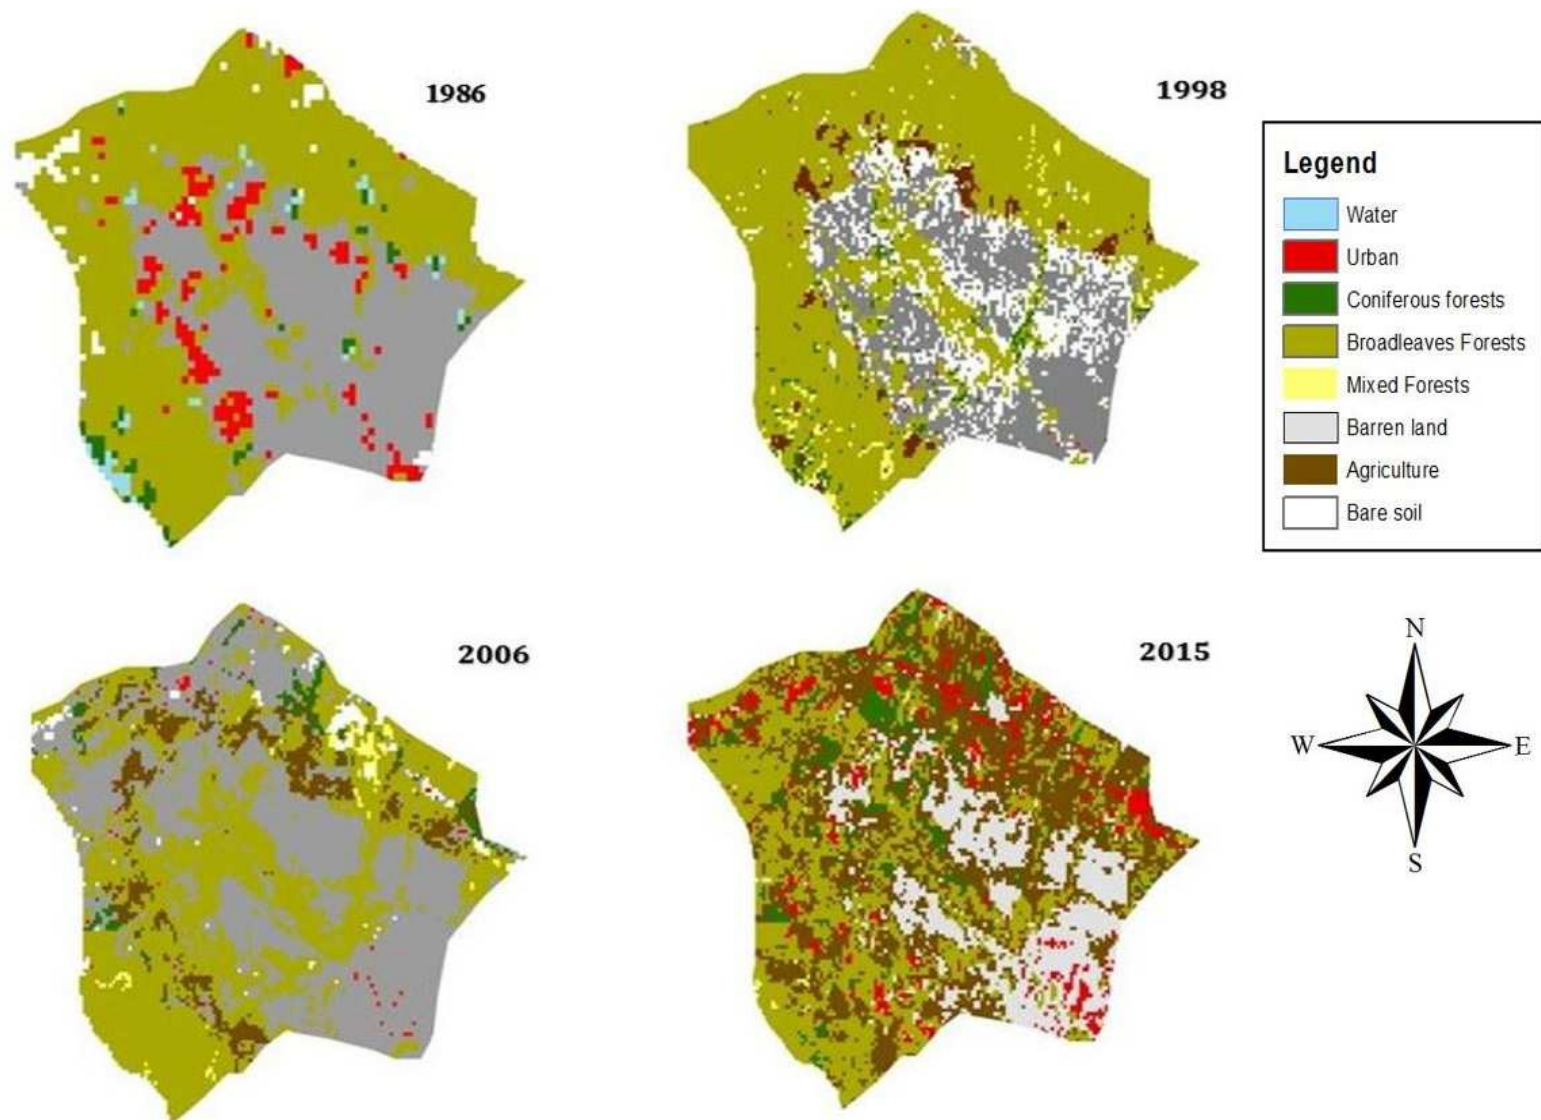 1986
1998
Legend
Water
Urban
Coniferous forests
Broadleaves Forests
Mixed Forests
Barren land
Agriculture
Bare soil
2006
2015
N
W E
S